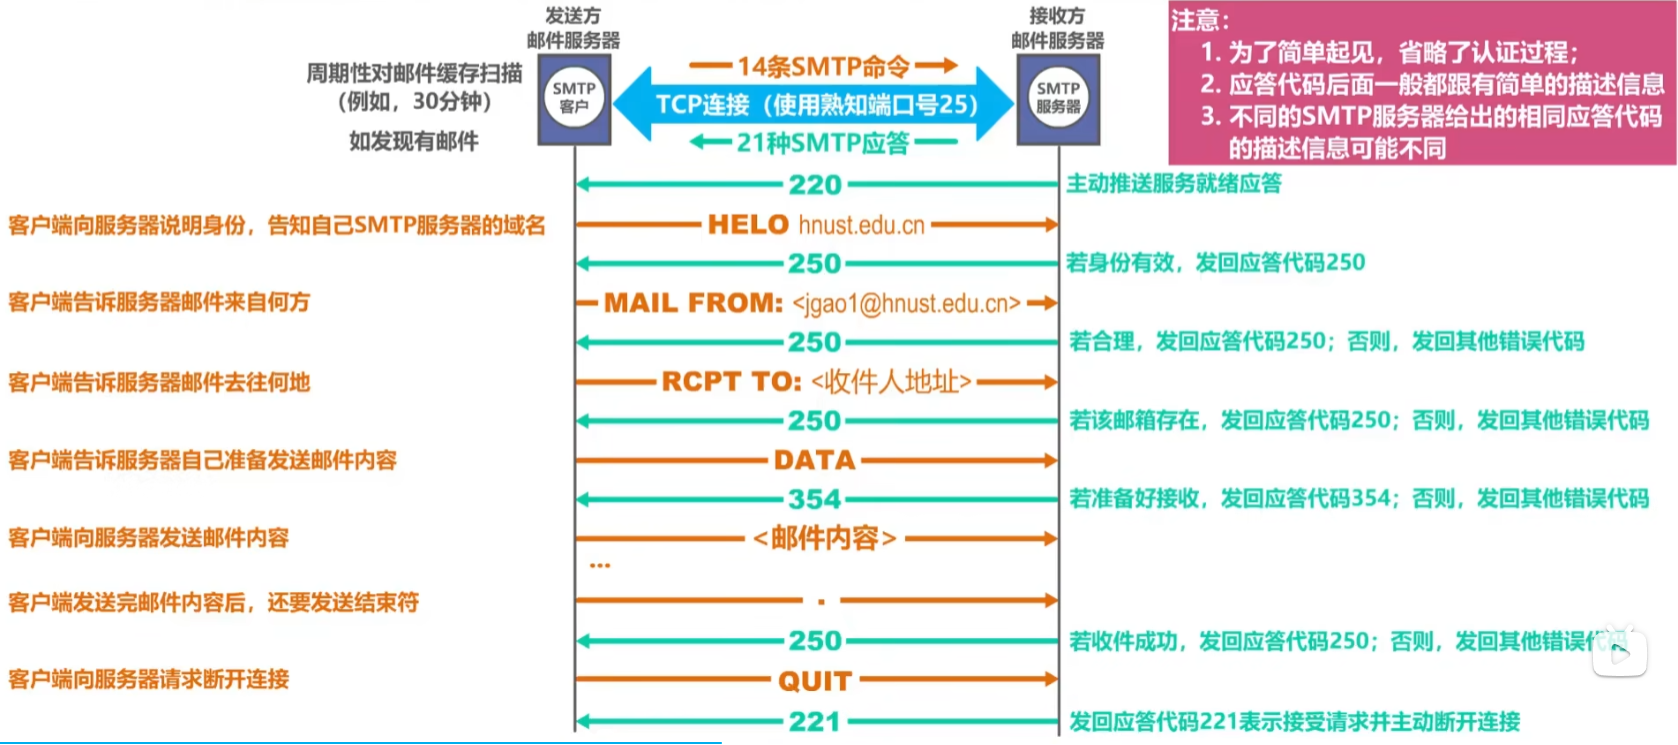 发送方
邮件服务器
接收方
邮件服务器
周期性对邮件缓存扫描
（例如，30分钟）
如发现有邮件
SMTP
客户
14条SMTP命令
TCP连接（使用熟知端口号25）
21种SMTP应答
SMTP
服务器
注意：
1. 为了简单起见，省略了认证过程；
2. 应答代码后面一般都跟有简单的描述信息
3. 不同的SMTP服务器给出的相同应答代码
的描述信息可能不同
220
主动推送服务就绪应答
客户端向服务器说明身份，告知自己SMTP服务器的域名
HELO hnust.edu.cn
250
若身份有效，发回应答代码250
客户端告诉服务器邮件来自何方
MAIL FROM: <jgao1@hnust.edu.cn>
250
若合理，发回应答代码250；否则，发回其他错误代码
客户端告诉服务器邮件去往何地
RCPT TO: <收件人地址>
250
若该邮箱存在，发回应答代码250；否则，发回其他错误代码
客户端告诉服务器自己准备发送邮件内容
DATA
354
若准备好接收，发回应答代码354；否则，发回其他错误代码
客户端向服务器发送邮件内容
<邮件内容>
...
客户端发送完邮件内容后，还要发送结束符
.
250
若收件成功，发回应答代码250；否则，发回其他错误代码
客户端向服务器请求断开连接
QUIT
221
发回应答代码221表示接受请求并主动断开连接